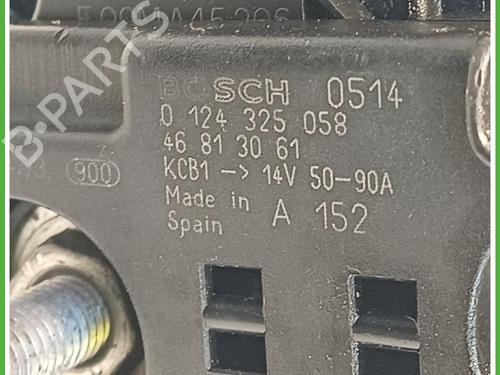 BOSCH 0514
0 124 325 058
46 81 30 61
KCB1 -> 14V 50-90A
Made in
Spain A 152
900
B-PARTS